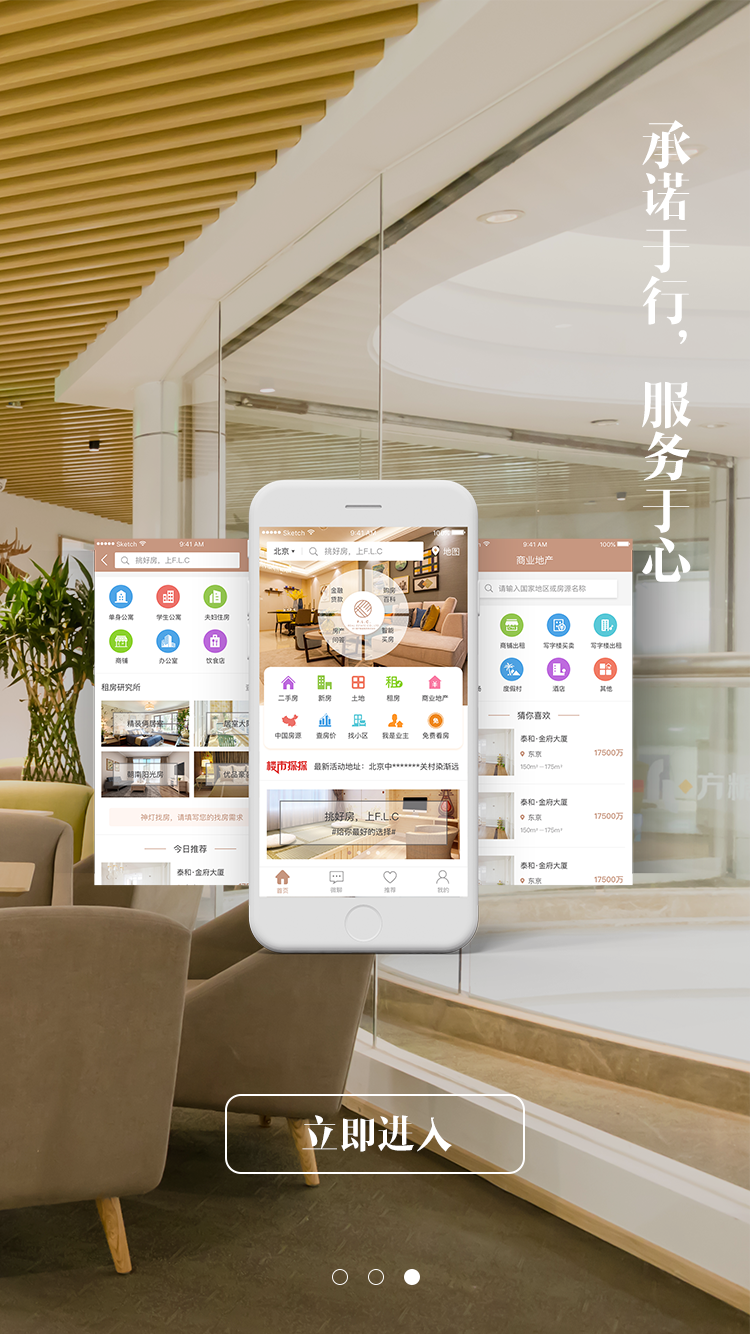 承诺于行，
服务于心
Sketch
9:41 AM
挑好房，上F.L.C
单身公寓
学生公寓
夫妇住房
商铺
办公室
饮食店
租房研究所
精装俩居室
居室大阳
朝南阳光房
优品豪
神灯找房，请填写您的找房需求
今日推荐
泰和·金府大厦
东京
Sketch
9:41 AM
100%
北京
挑好房，上F.L.C
地图
金融
贷款
购房
百科
房产
问答
智能
买房
二手房
新房
土地
租房
商业地产
中国房源
查房价
找小区
我是业主
免费看房
楼市探探
最新活动地址：北京中*******关村染渐远
挑好房，上F.L.C
#给你最好的选择#
首页
微聊
推荐
我的
9:41 AM
100%
商业地产
请输入国家地区或房源名称
商铺出租
写字楼买卖
写字楼出租
度假村
酒店
其他
猜你喜欢
泰和·金府大厦
东京
17500万
150m²—175m²
泰和·金府大厦
东京
17500万
150m²—175m²
泰和·金府大厦
东京
17500万
立即进入